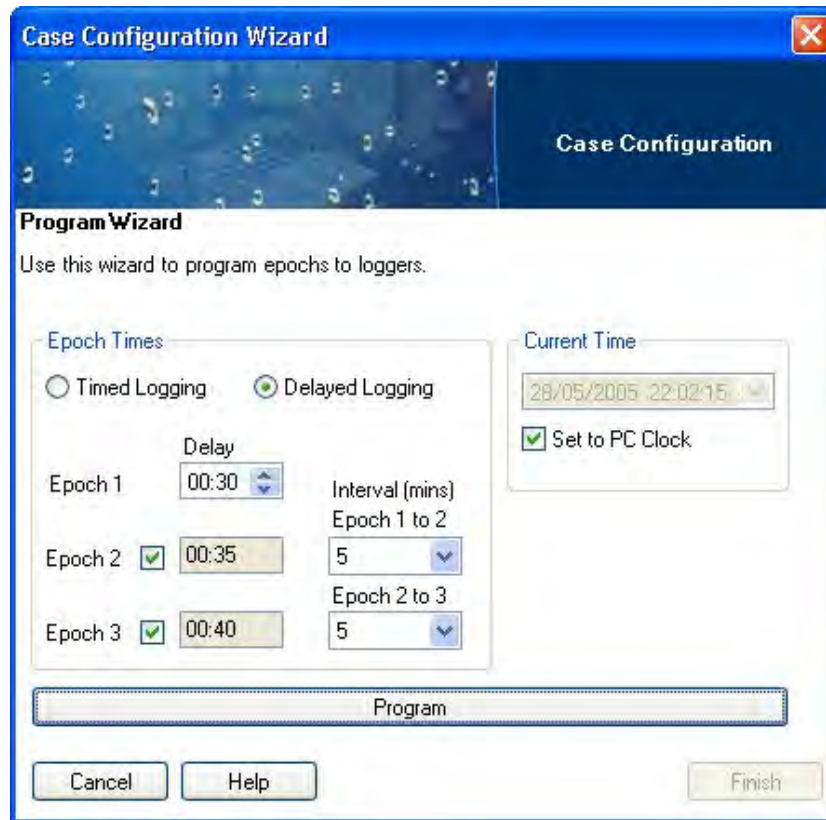 Case Configuration Wizard
Case Configuration
Program Wizard
Use this wizard to program epochs to loggers.
Epoch Times
Timed Logging
Delayed Logging
Delay
Epoch 1
00:30
Interval (mins)
Epoch 1 to 2
Epoch 2
00:35
5
Epoch 2 to 3
Epoch 3
00:40
5
Current Time
28/05/2005 22:02:15
Set to PC Clock
Program
Cancel
Help
Finish